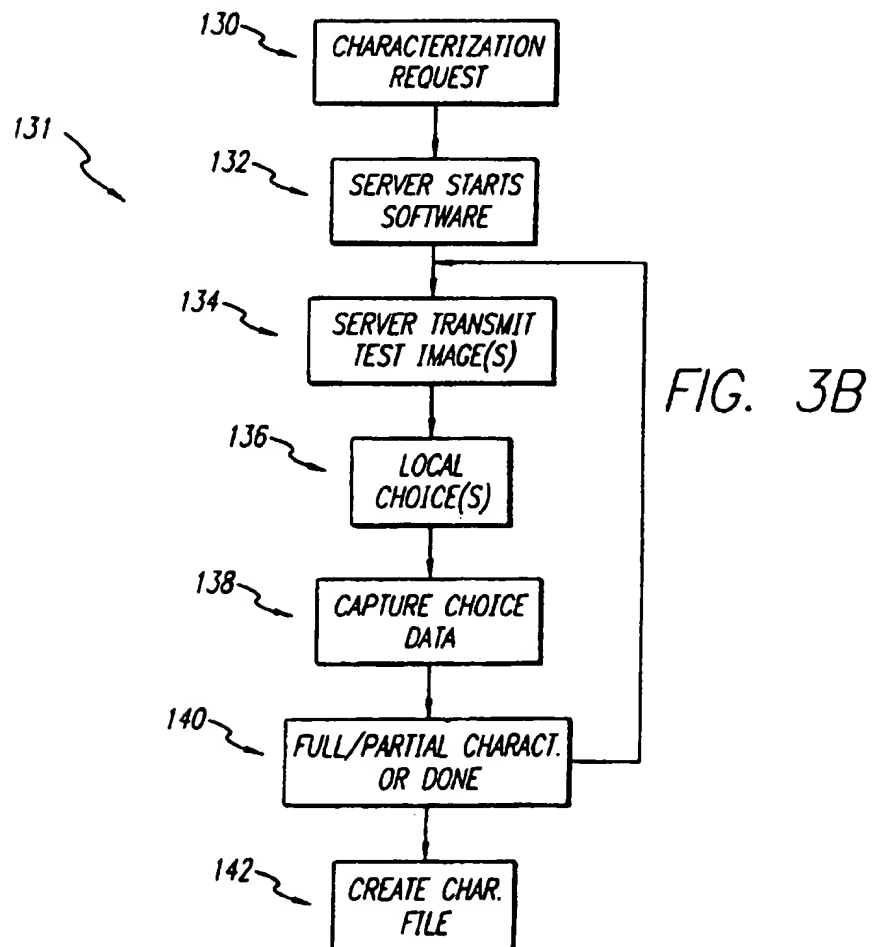 130
CHARACTERIZATION
REQUEST
131
132
SERVER STARTS
SOFTWARE
134
SERVER TRANSMIT
TEST IMAGE(S)
FIG. 3B
136
LOCAL
CHOICE(S)
138
CAPTURE CHOICE
DATA
140
FULL/PARTIAL CHARACT.
OR DONE
142
CREATE CHAR.
FILE